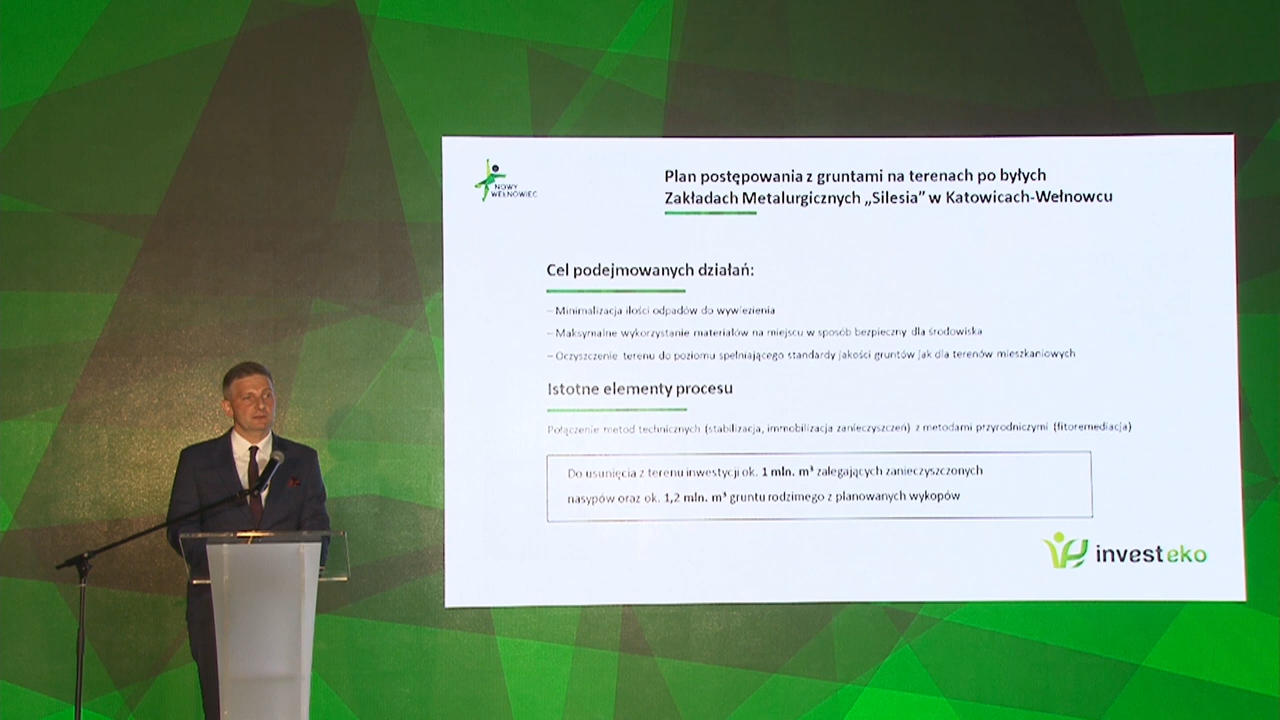 NOWY
WEŁNOWIEC
Plan postępowania z gruntami na terenach po byłych
Zakładach Metalurgicznych „Silesia” w Katowicach-Wełnowcu
Cel podejmowanych działań:
– Minimalizacja ilości odpadów do wywiezienia
– Maksymalne wykorzystanie materiałów na miejscu w sposób bezpieczny dla środowiska
– Oczyszczenie terenu do poziomu spełniającego standardy jakości gruntów jak dla terenów mieszkaniowych
Istotne elementy procesu
Połączenie metod technicznych (stabilizacja, immobilizacja zanieczyszczeń) z metodami przyrodniczymi (fitoremediacja)
Do usunięcia z terenu inwestycji ok. 1 mln. m³ zalegających zanieczyszczonych
nasypów oraz ok. 1,2 mln. m³ gruntu rodzimego z planowanych wykopów
investeko